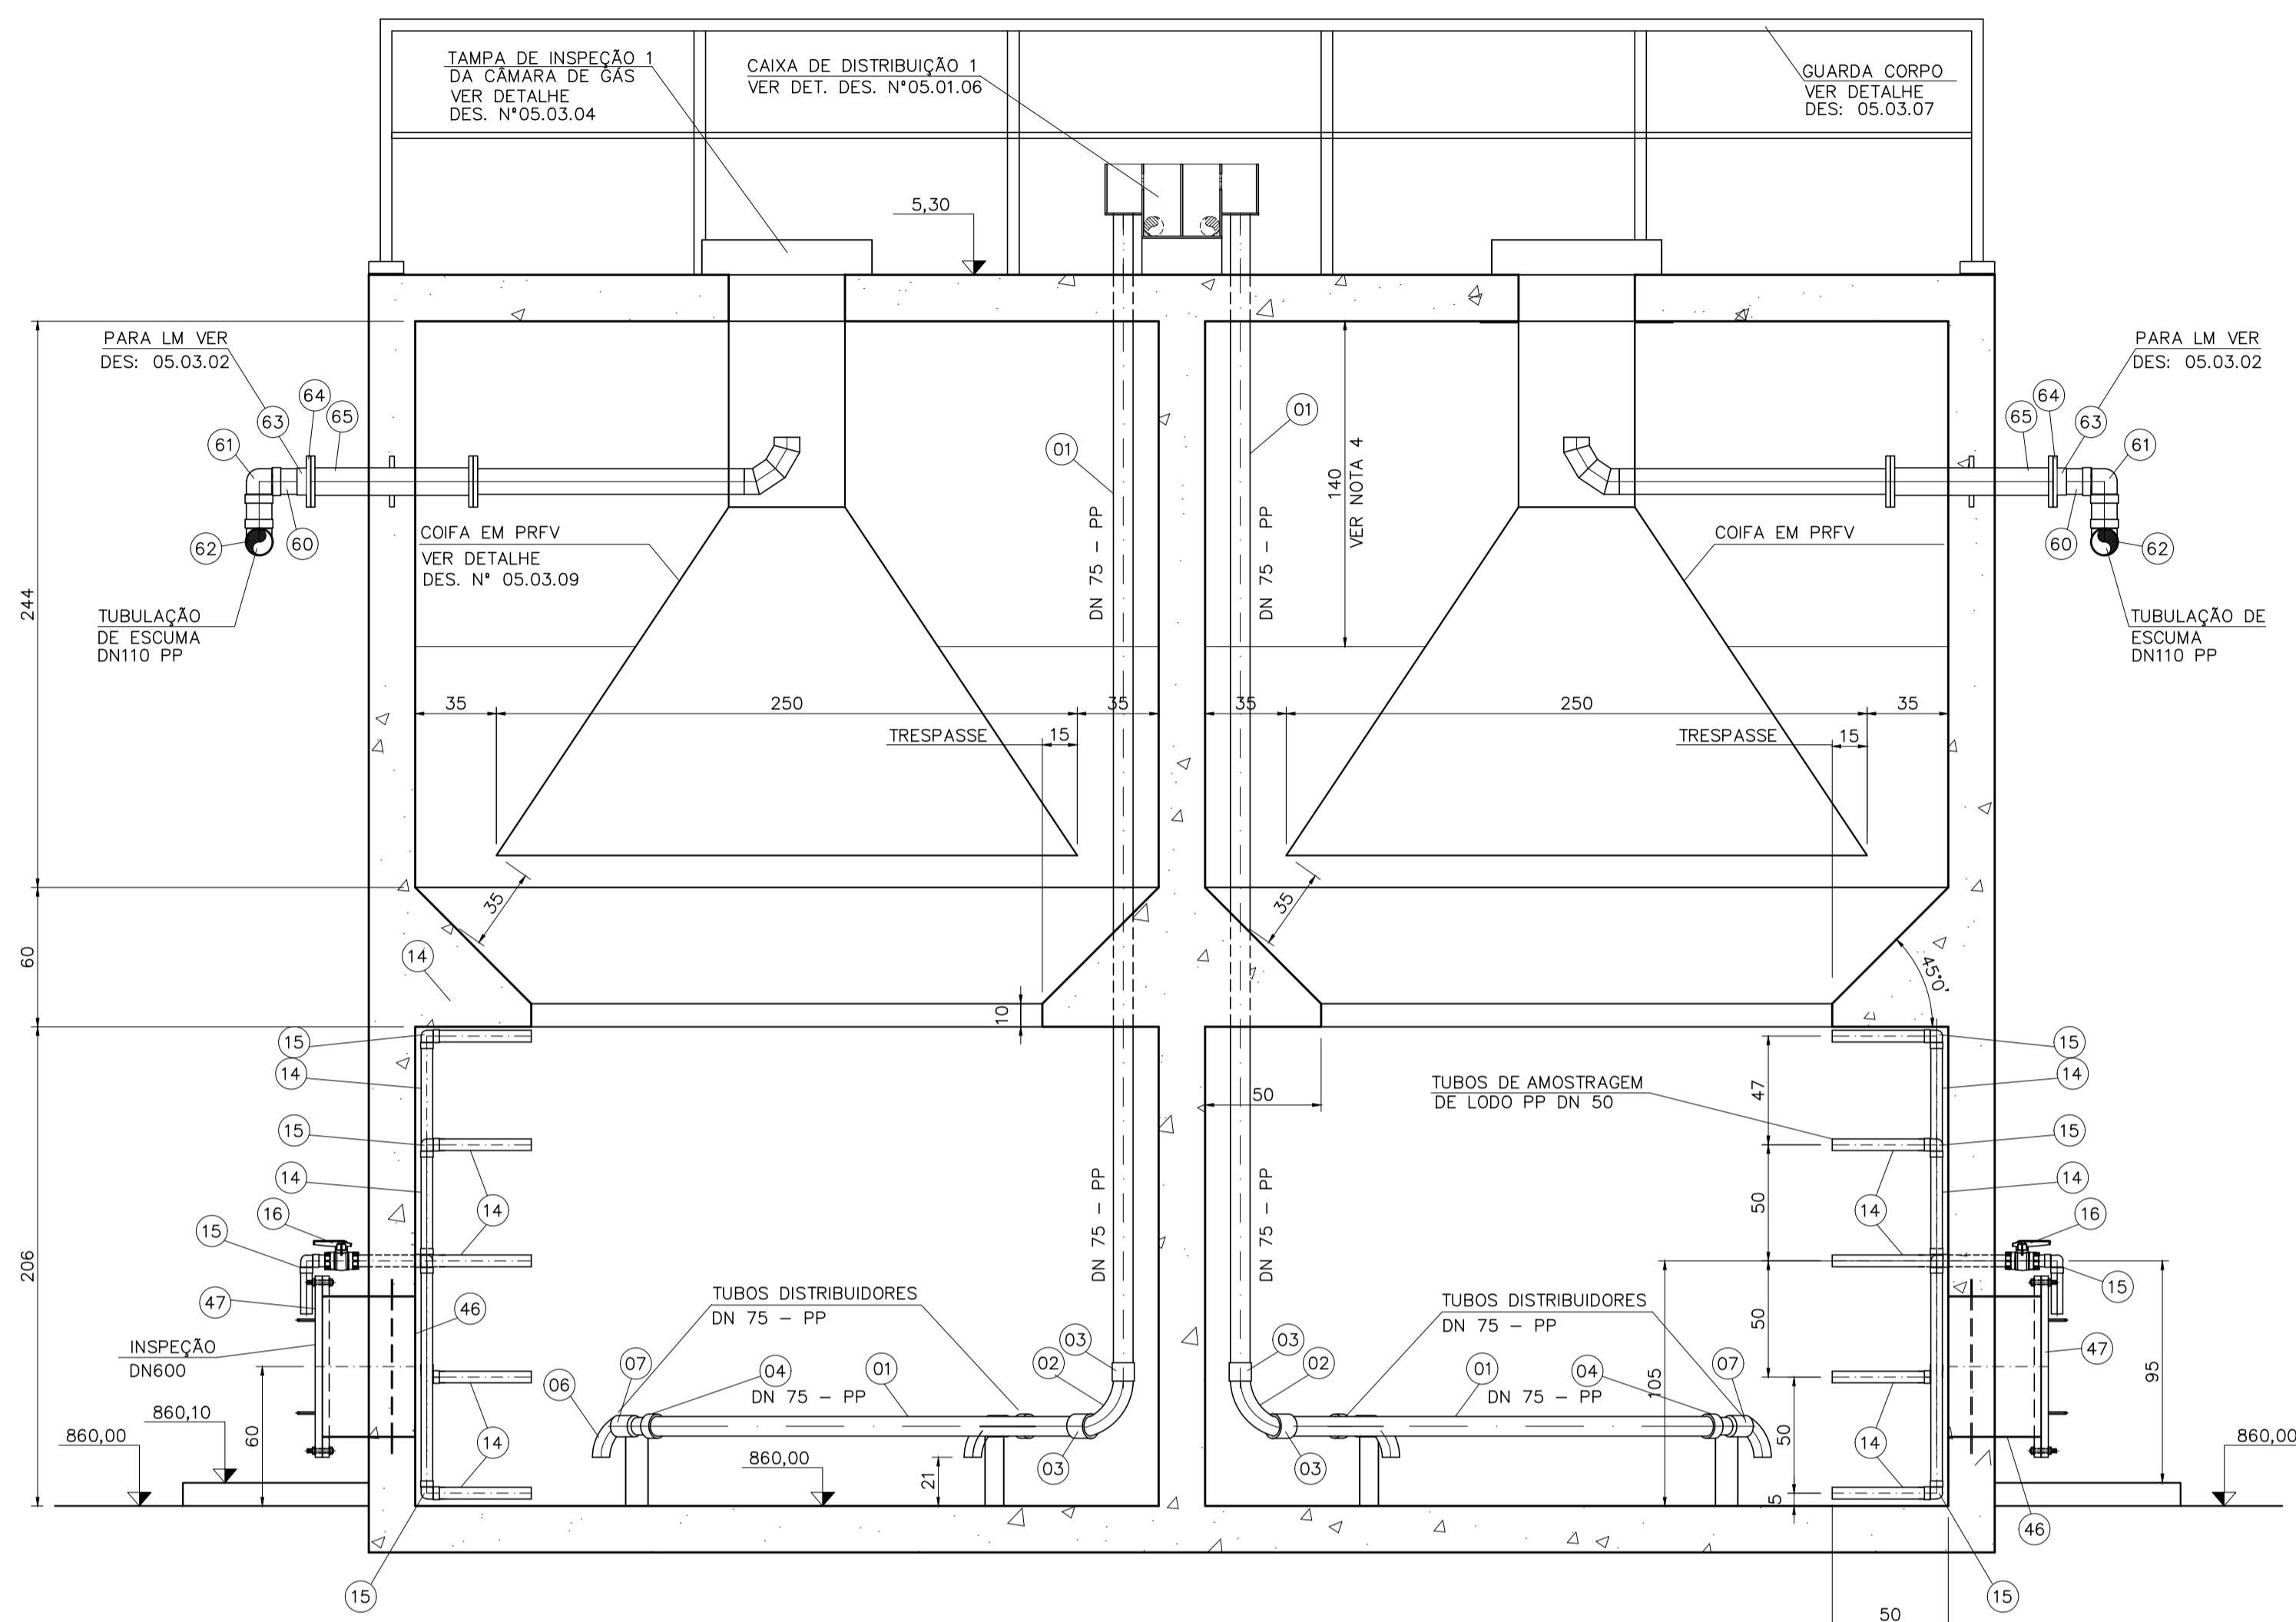 TAMPA DE INSPEÇÃO 1
DA CÂMARA DE GÁS
VER DETALHE
DES. N°05.03.04
CAIXA DE DISTRIBUIÇÃO 1
VER DET. DES. N°05.01.06
GUARDA CORPO
VER DETALHE
DES: 05.03.07
5,30
PARA LM VER
DES: 05.03.02
64
63
65
61
62
60
TUBULAÇÃO
DE ESCUMA
DN110 PP
COIFA EM PRFV
VER DETALHE
DES. N° 05.03.09
01
DN 75 - PP
01
DN 75 - PP
140
VER NOTA 4
COIFA EM PRFV
PARA LM VER
DES: 05.03.02
64
65
63
61
60
62
TUBULAÇÃO DE
ESCUMA
DN110 PP
244
60
206
35
250
35
TRESPASSE
15
35
250
35
TRESPASSE
15
35
35
45°0'
14
10
50
15
14
15
14
16
15
14
14
47
46
INSPEÇÃO
DN600
860,10
860,00
60
14
14
15
TUBOS DISTRIBUIDORES
DN 75 - PP
06
07
04
DN 75 - PP
01
03
02
03
DN 75 - PP
860,00
21
DN 75 - PP
03
02
03
TUBOS DISTRIBUIDORES
DN 75 - PP
01
DN 75 - PP
04
07
TUBOS DE AMOSTRAGEM
DE LODO PP DN 50
47
50
50
50
5
105
95
15
14
15
14
14
16
15
47
14
14
46
860,00
15
50